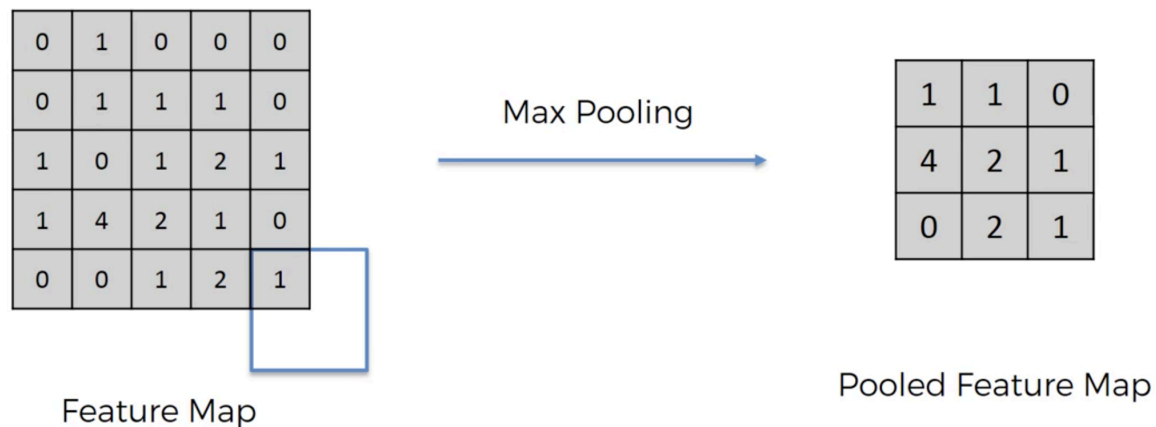 0 1 0 0 0
0 1 1 1 0
1 0 1 2 1
1 4 2 1 0
0 0 1 2 1
Feature Map
Max Pooling
1 1 0
4 2 1
0 2 1
Pooled Feature Map